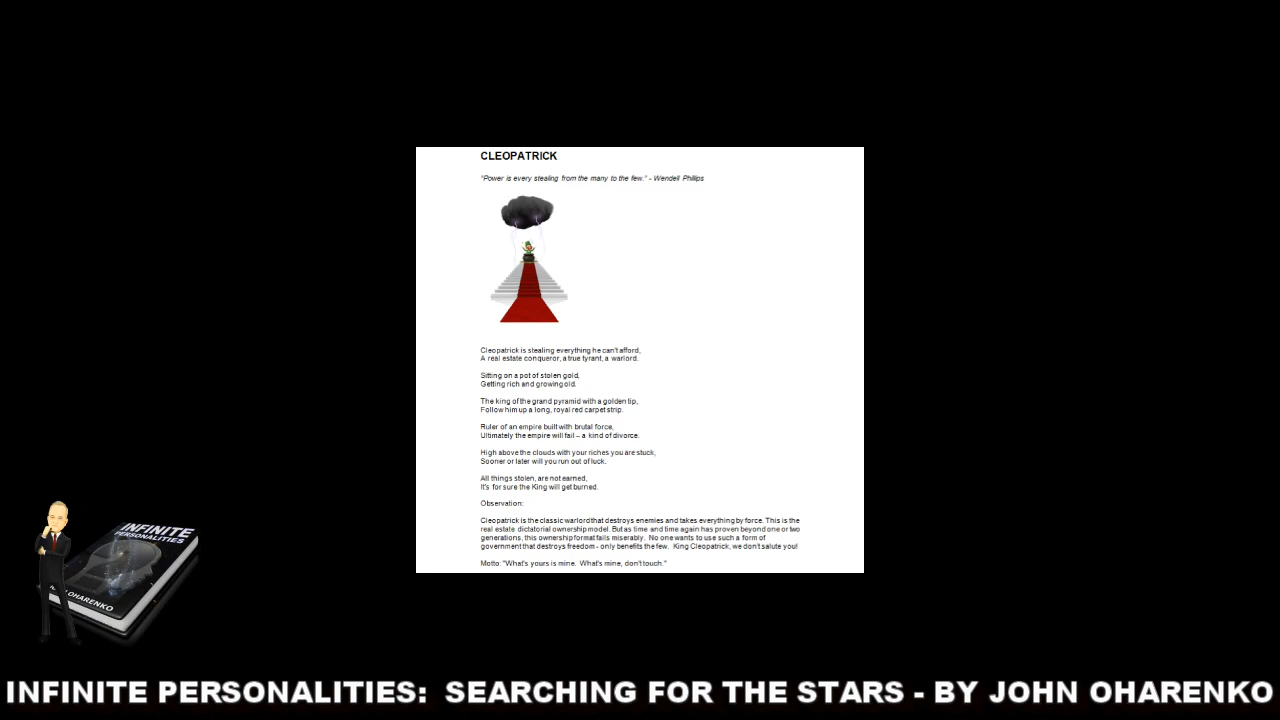 CLEOPATRICK
"Power is every stealing from the many to the few." - Wendell Phillips
Cleopatrick is stealing everything he can't afford,
A real estate conqueror, a true tyrant, a warlord.
Sitting on a pot of stolen gold,
Getting rich and growing old.
The king of the grand pyramid with a golden tip,
Follow him up a long, royal red carpet strip.
Ruler of an empire built with brutal force,
Ultimately the empire will fail – a kind of divorce.
High above the clouds with your riches you are stuck,
Sooner or later will you run out of luck.
All things stolen, are not earned,
It's for sure the King will get burned.
Observation:
Cleopatrick is the classic warlord that destroys enemies and takes everything by force. This is the
real estate dictatorial ownership model. But as time and time again has proven beyond one or two
generations, this ownership format fails miserably. No one wants to use such a form of
government that destroys freedom - only benefits the few. King Cleopatrick, we don't salute you!
Motto: "What's yours is mine. What's mine, don't touch."
INFINITE
PERSONALITIES
OHARENKO
INFINITE PERSONALITIES: SEARCHING FOR THE STARS - BY JOHN OHARENKO